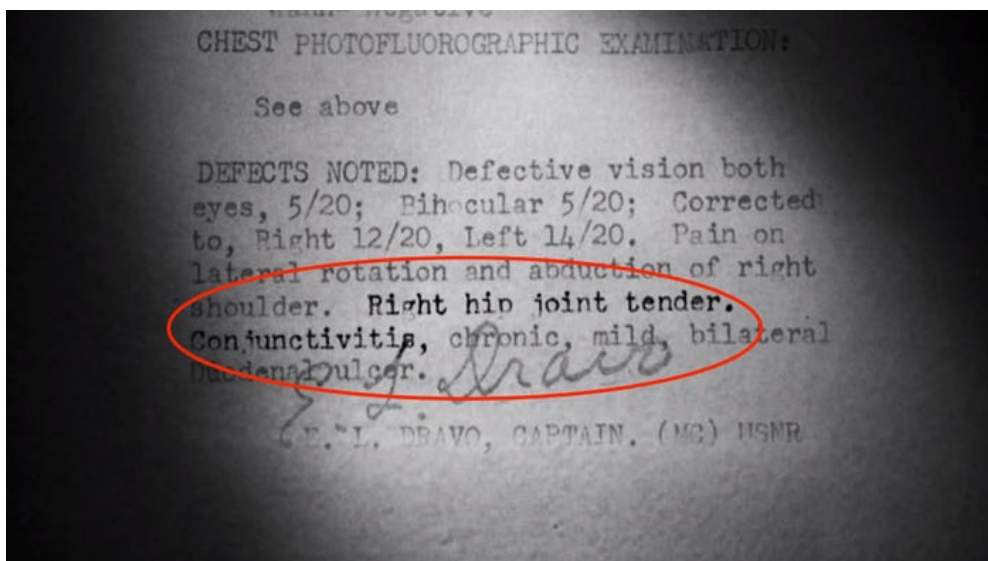 Negative
CHEST PHOTOFLUOROGRAPHIC EXAMINATION:
See above
DEFECTS NOTED: Defective vision both
eyes, 5/20; Binocular 5/20; Corrected
to, Right 12/20, Left 14/20. Pain on
lateral rotation and abduction of right
shoulder. Right hip joint tender.
Conjunctivitis, chronic, mild, bilateral
Duodenal ulcer.
E. L. Dravo
E. L. DRAVO, CAPTAIN. (MC) USNR